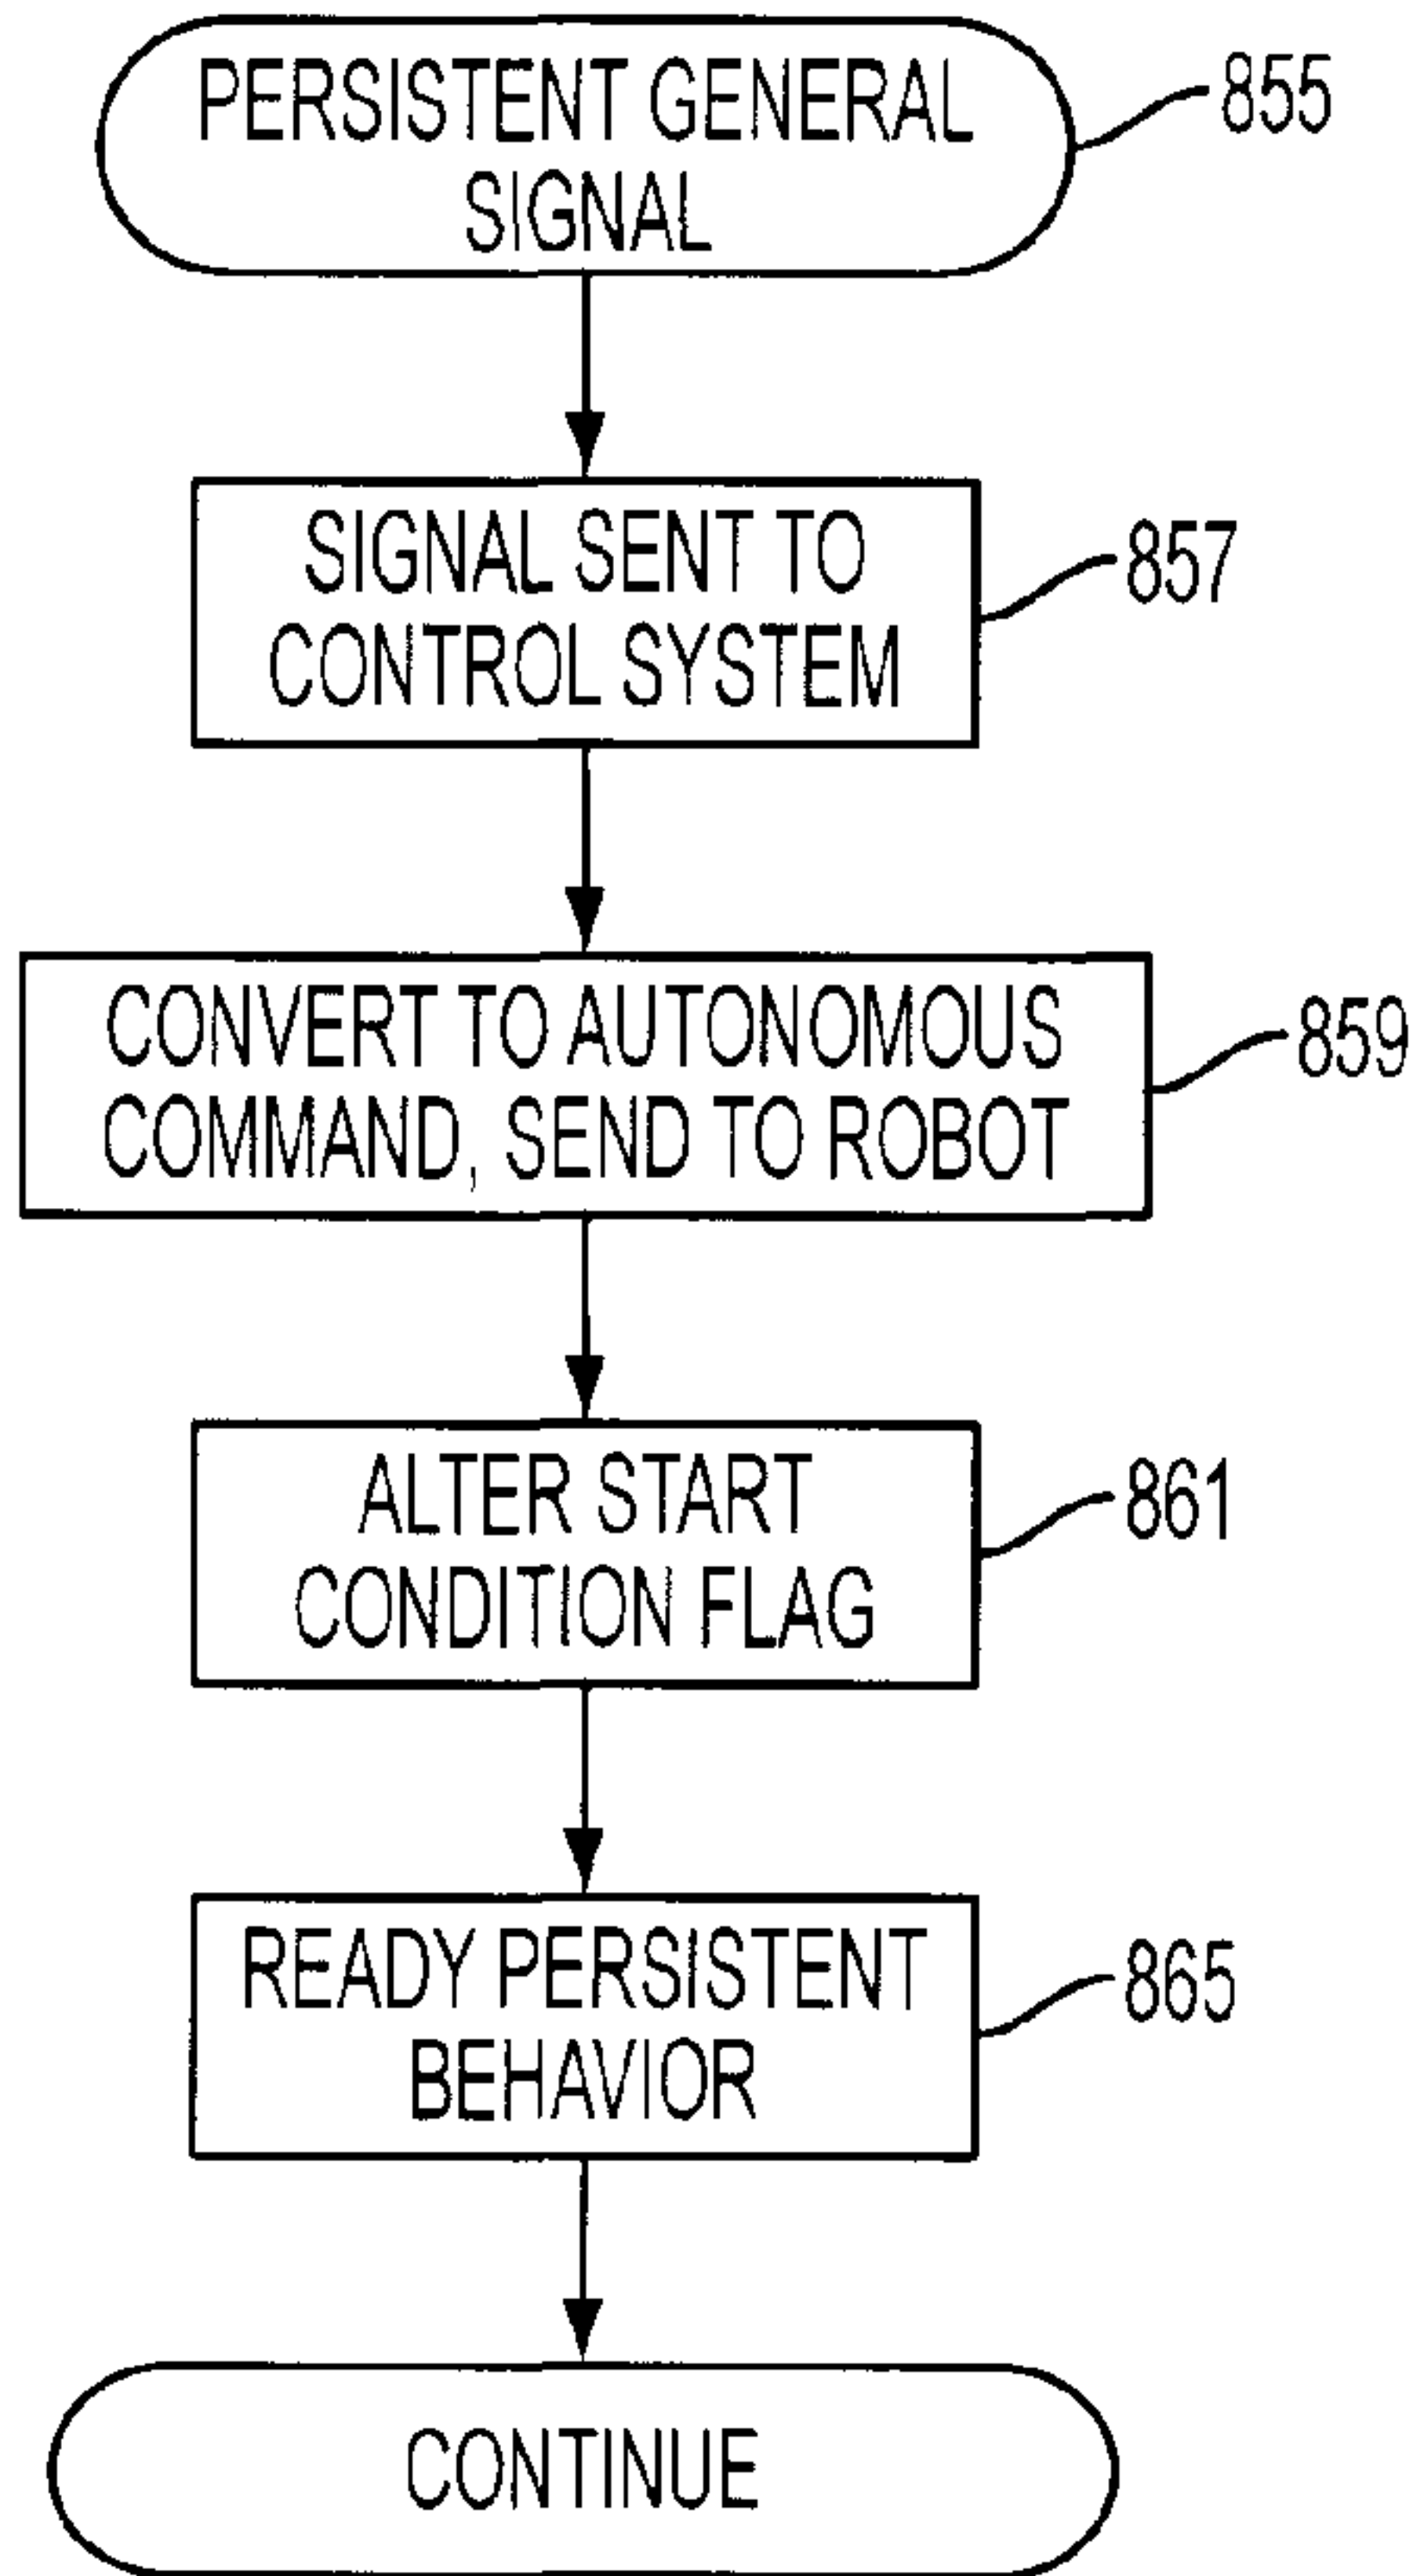 PERSISTENT GENERAL
SIGNAL
855
SIGNAL SENT TO
CONTROL SYSTEM
857
CONVERT TO AUTONOMOUS
COMMAND, SEND TO ROBOT
859
ALTER START
CONDITION FLAG
861
READY PERSISTENT
BEHAVIOR
865
CONTINUE